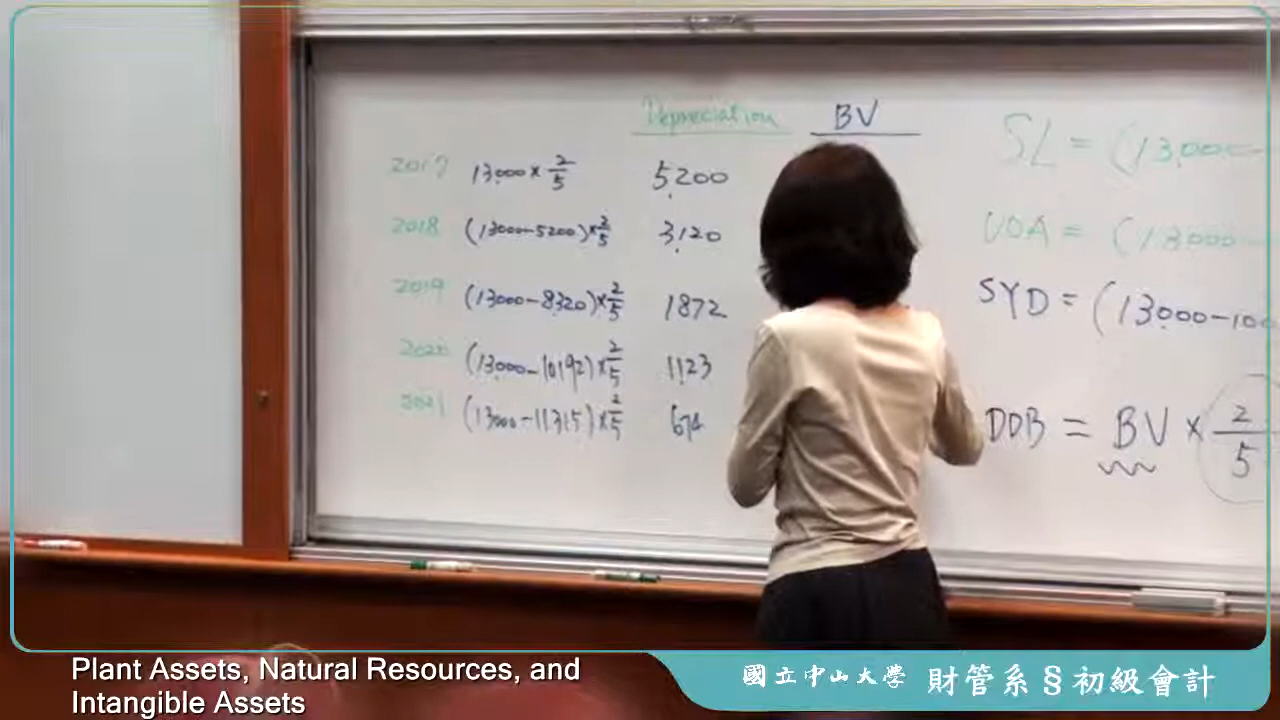 Depreciation BV
2017 13,000 × 2/5 5,200
2018 (13000-5200)×2/5 3,120
2019 (13000-8320)×2/5 1872
2020 (13,000-10192)×2/5 1123
2021 (13000-11315)×2/5 674
SL = (13,000-
UOA = (13000-
SYD = (13000-100
DDB = BV × 2/5
Plant Assets, Natural Resources, and
Intangible Assets
國立中山大學 財管系§初級會計